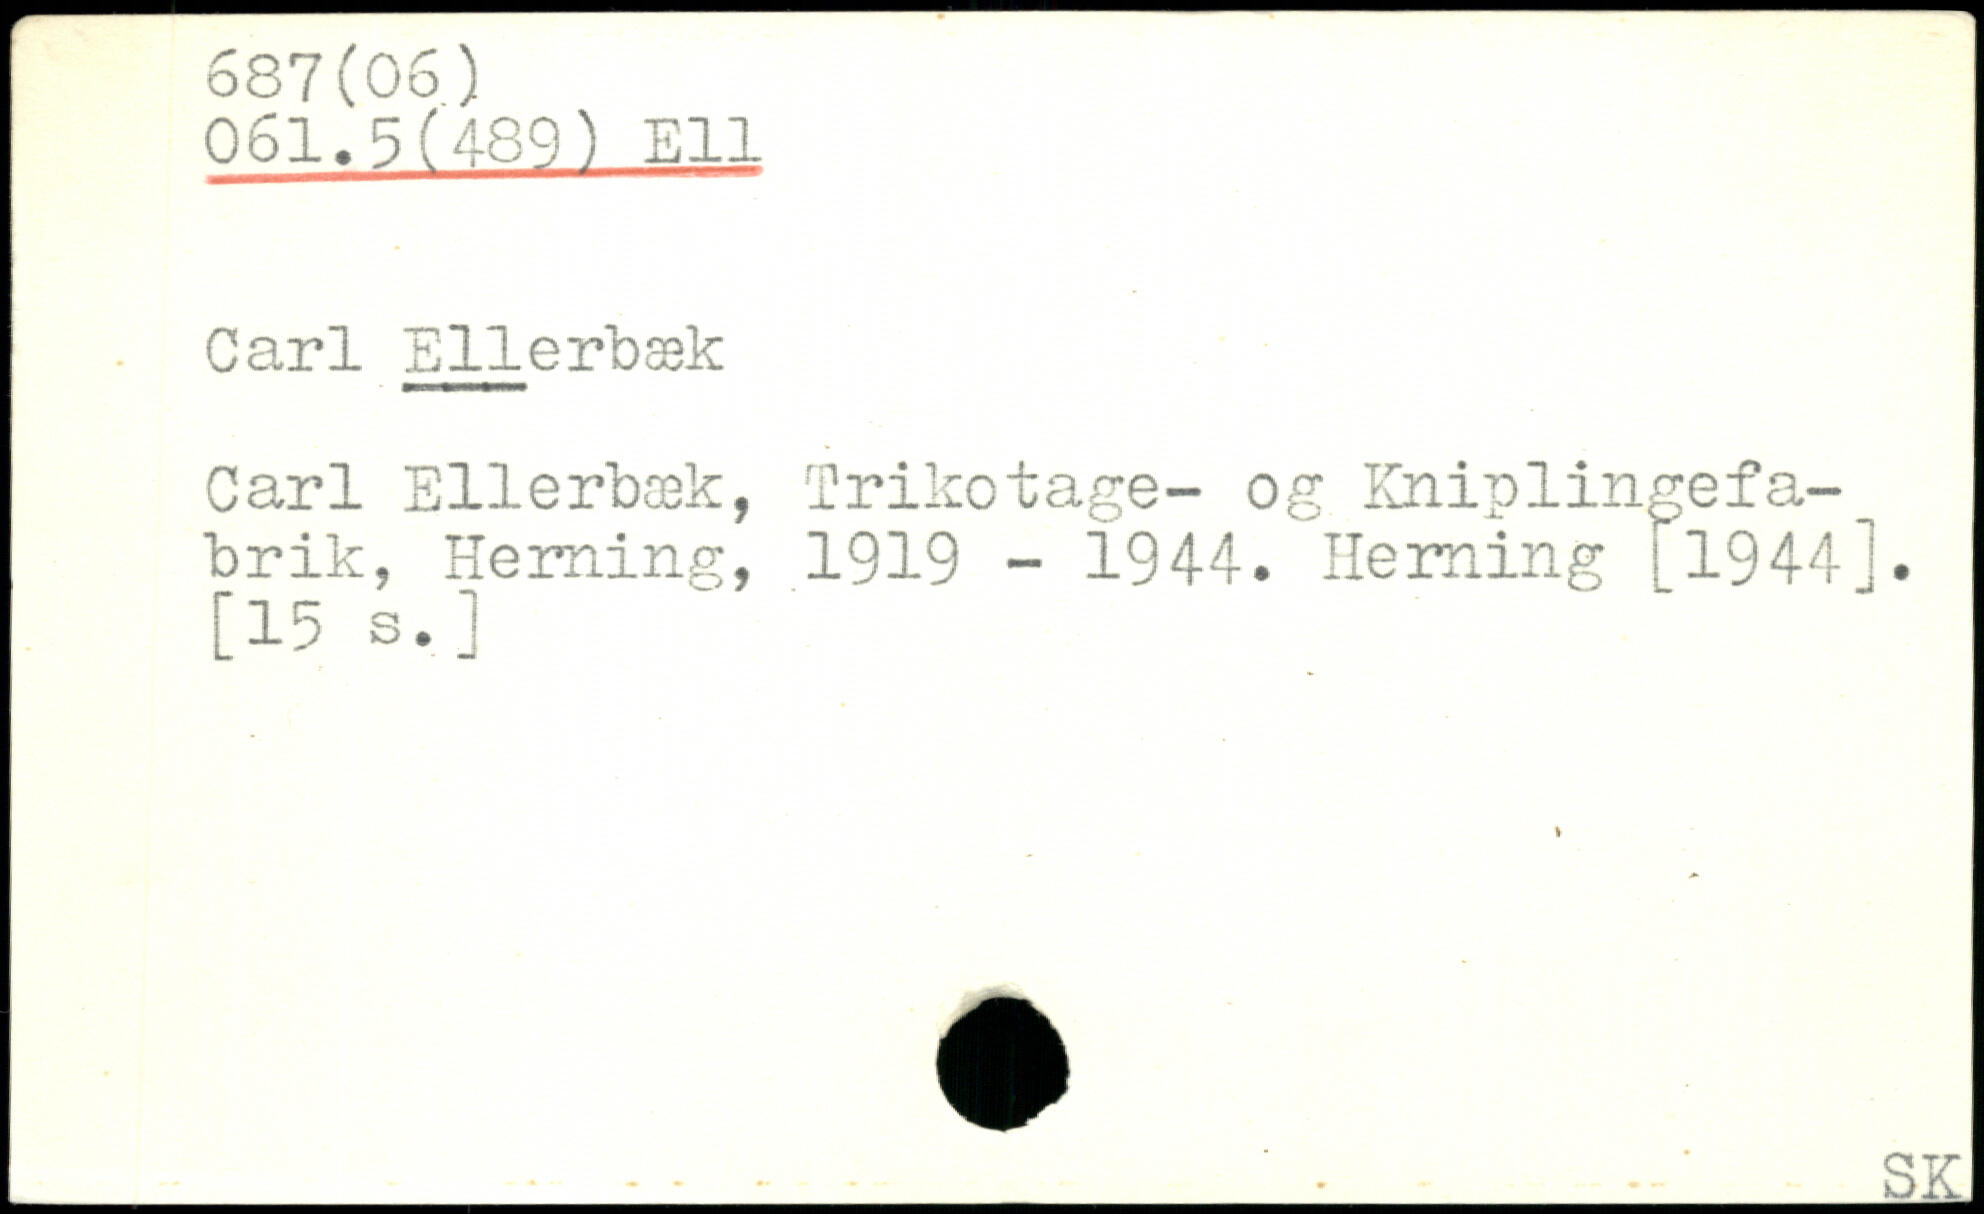 687(06)
061.5(489) Ell
Carl Ellerbæk
Carl Ellerbæk, Trikotage- og Kniplingefa-
brik, Herning, 1919 - 1944. Herning [1944].
[15 s.]
SK